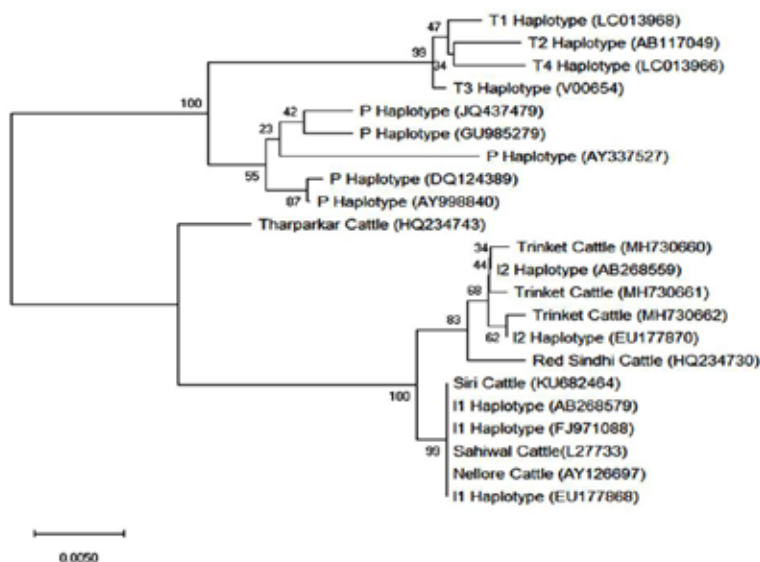 T1 Haplotype (LC013968)
47
T2 Haplotype (AB117049)
99
34
T4 Haplotype (LC013966)
T3 Haplotype (V00654)
100
P Haplotype (JQ437479)
42
P Haplotype (GU985279)
23
P Haplotype (AY337527)
55
P Haplotype (DQ124389)
87
P Haplotype (AY998840)
Tharparkar Cattle (HQ234743)
34
Trinket Cattle (MH730660)
44
I2 Haplotype (AB268559)
68
Trinket Cattle (MH730661)
83
Trinket Cattle (MH730662)
62
I2 Haplotype (EU177870)
Red Sindhi Cattle (HQ234730)
100
Siri Cattle (KU682464)
I1 Haplotype (AB268579)
I1 Haplotype (FJ971088)
99
Sahiwal Cattle(L27733)
Nellore Cattle (AY126697)
I1 Haplotype (EU177868)
0.0050